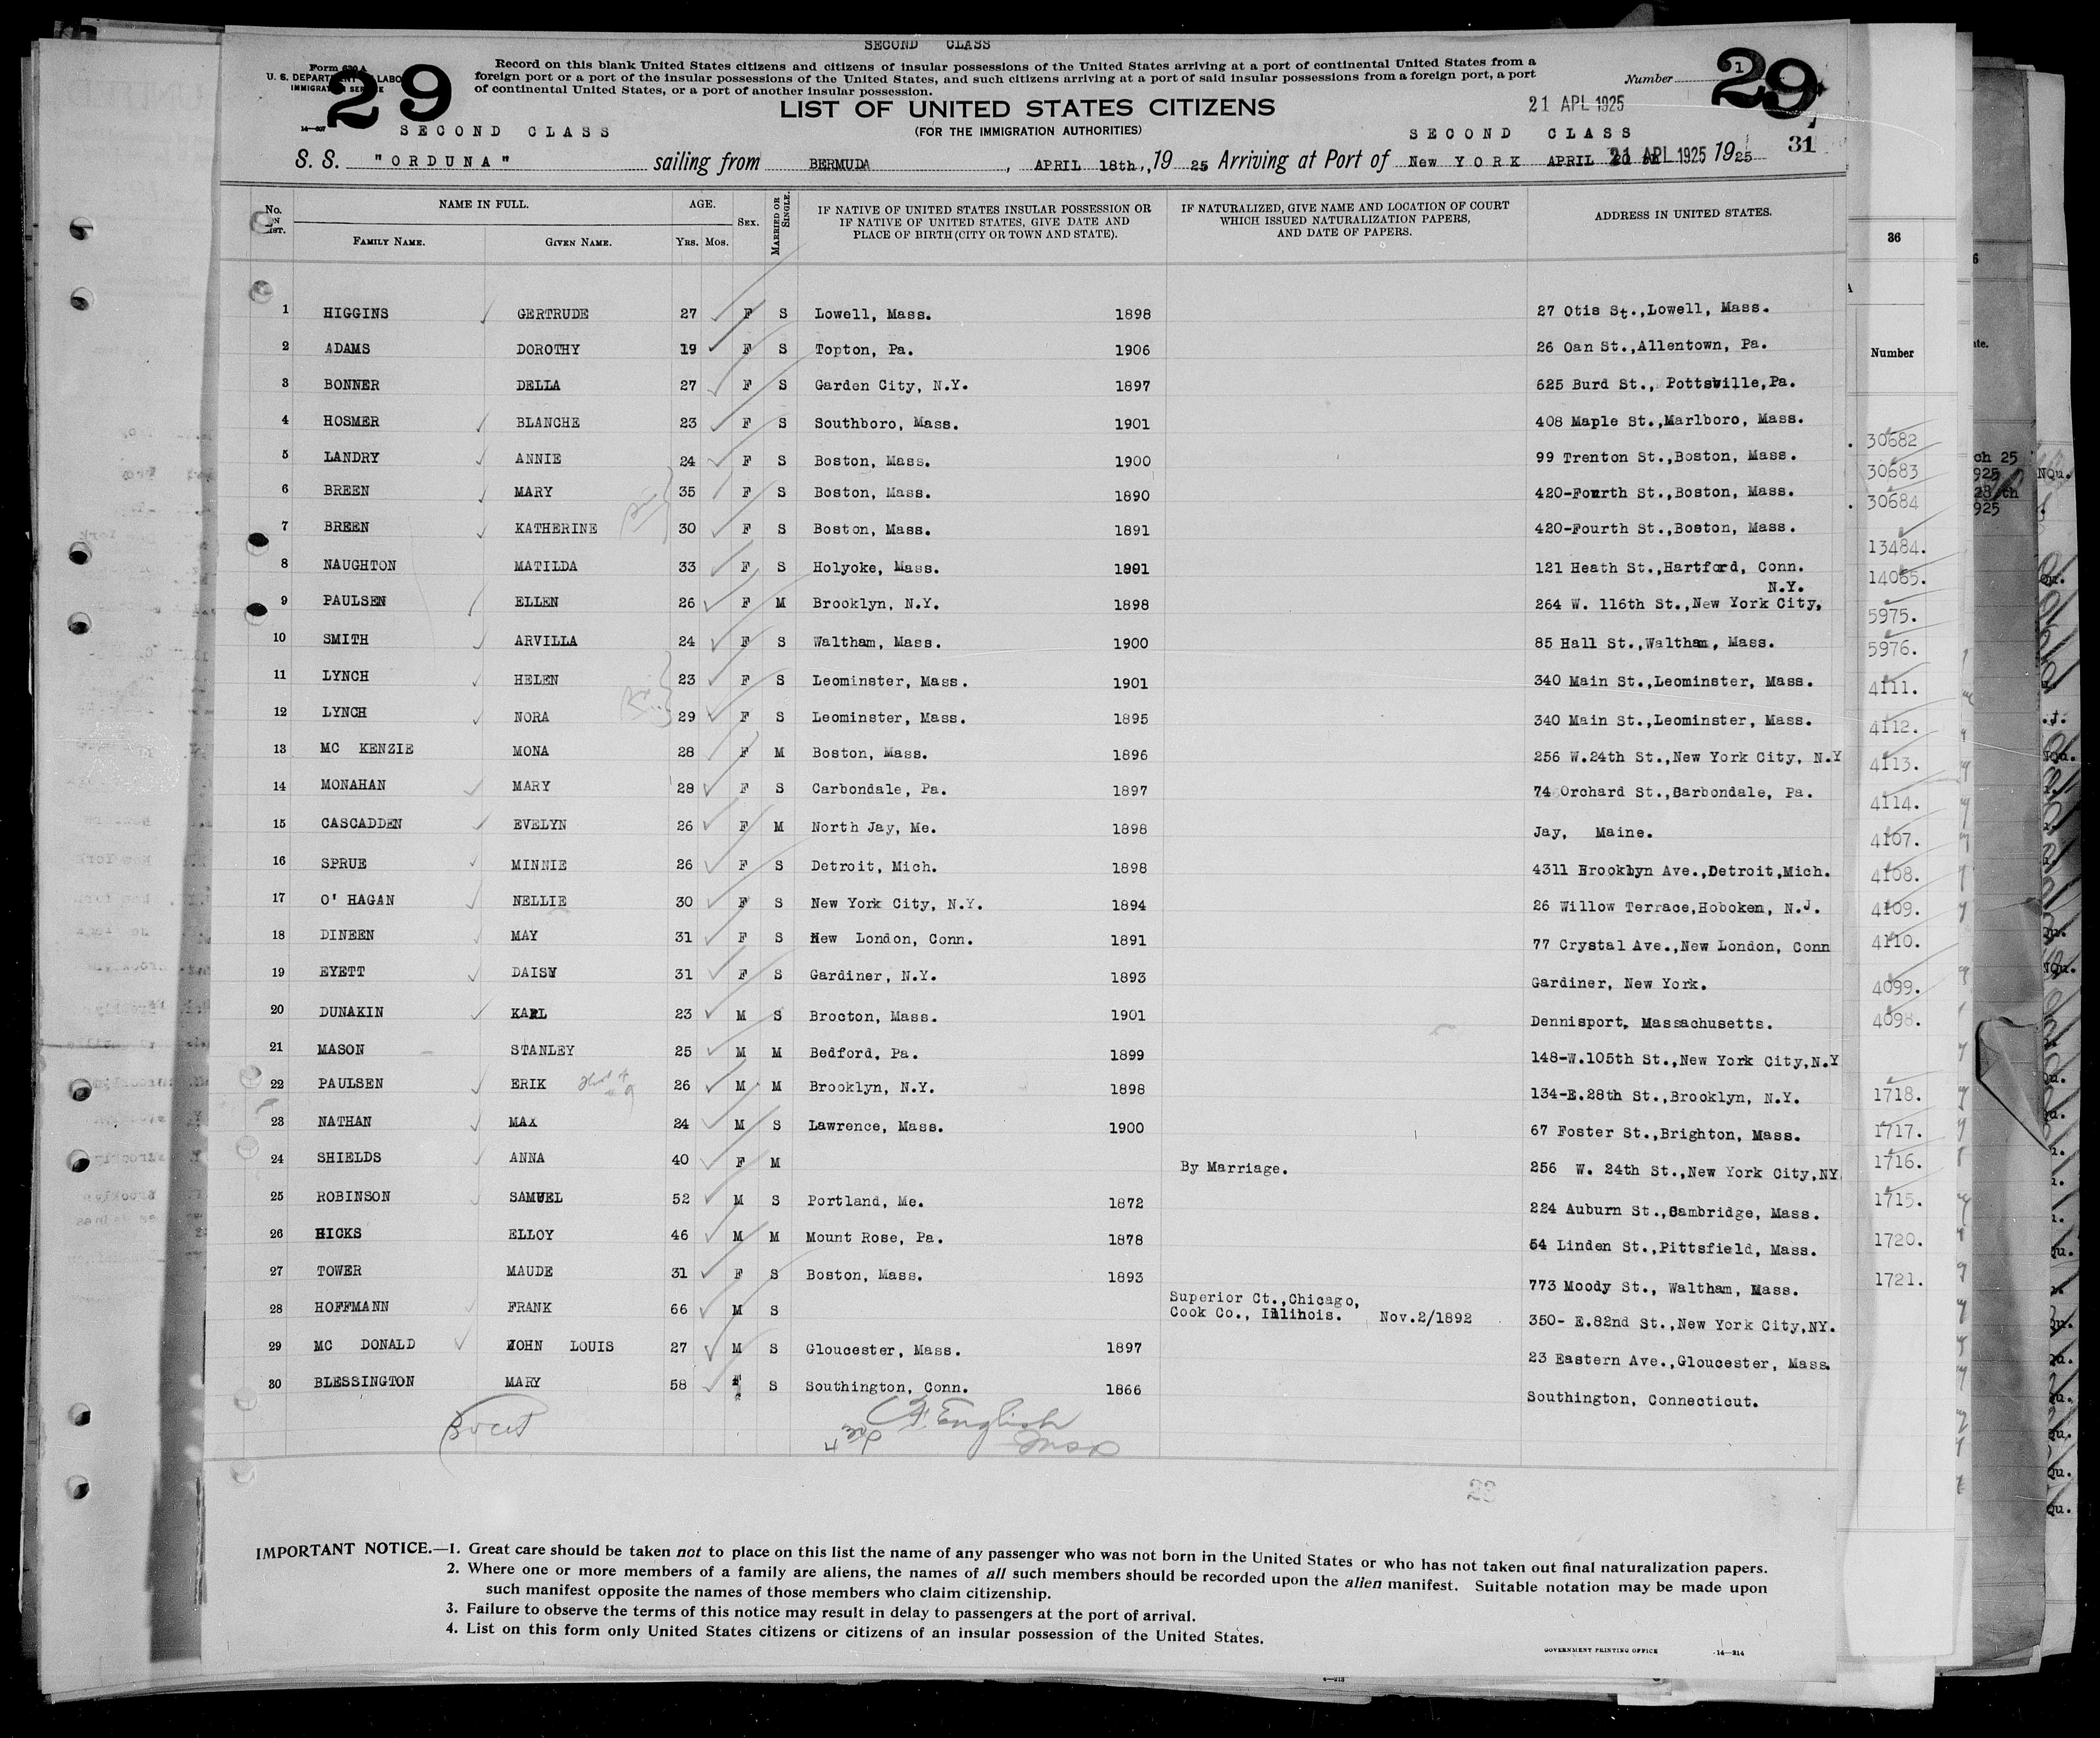 SECOND CLASS
Form 630 A
U. S. DEPARTMENT OF LABOR
IMMIGRATION SERVICE
29
14—307
SECOND CLASS
Record on this blank United States citizens and citizens of insular possessions of the United States arriving at a port of continental United States from a
foreign port or a port of the insular possessions of the United States, and such citizens arriving at a port of said insular possessions from a foreign port, a port
of continental United States, or a port of another insular possession.
Number 1
29
LIST OF UNITED STATES CITIZENS
(FOR THE IMMIGRATION AUTHORITIES)
21 APL 1925
SECOND CLASS
31
S. S. "ORDUNA" sailing from BERMUDA, APRIL 18th, 1925 Arriving at Port of New YORK APRIL 21 APL 1925 1925
No. ON LIST. NAME IN FULL. AGE. SEX. MARRIED OR SINGLE. IF NATIVE OF UNITED STATES INSULAR POSSESSION OR IF NATIVE OF UNITED STATES, GIVE DATE AND PLACE OF BIRTH (CITY OR TOWN AND STATE). IF NATURALIZED, GIVE NAME AND LOCATION OF COURT WHICH ISSUED NATURALIZATION PAPERS, AND DATE OF PAPERS. ADDRESS IN UNITED STATES.
FAMILY NAME. GIVEN NAME. YRS. MOS.
1 HIGGINS GERTRUDE 27 F S Lowell, Mass. 1898 27 Otis St.,Lowell, Mass.
2 ADAMS DOROTHY 19 F S Topton, Pa. 1906 26 Oan St.,Allentown, Pa.
3 BONNER DELLA 27 F S Garden City, N.Y. 1897 625 Burd St., Pottsville,Pa.
4 HOSMER BLANCHE 23 F S Southboro, Mass. 1901 408 Maple St.,Marlboro, Mass.
5 LANDRY ANNIE 24 F S Boston, Mass. 1900 99 Trenton St.,Boston, Mass.
6 BREEN MARY 35 F S Boston, Mass. 1890 420-Fourth St.,Boston, Mass.
7 BREEN KATHERINE 30 F S Boston, Mass. 1891 420-Fourth St.,Boston, Mass.
8 NAUGHTON MATILDA 33 F S Holyoke, Mass. 1891 121 Heath St.,Hartford, Conn.
9 PAULSEN ELLEN 26 F M Brooklyn, N.Y. 1898 264 W. 116th St.,New York City, N.Y.
10 SMITH ARVILLA 24 F S Waltham, Mass. 1900 85 Hall St.,Waltham, Mass.
11 LYNCH HELEN 23 F S Leominster, Mass. 1901 340 Main St.,Leominster, Mass.
12 LYNCH NORA 29 F S Leominster, Mass. 1895 340 Main St.,Leominster, Mass.
13 MC KENZIE MONA 28 F M Boston, Mass. 1896 256 W.24th St.,New York City, N.Y
14 MONAHAN MARY 28 F S Carbondale, Pa. 1897 74 Orchard St.,Carbondale, Pa.
15 CASCADDEN EVELYN 26 F M North Jay, Me. 1898 Jay, Maine.
16 SPRUE MINNIE 26 F S Detroit, Mich. 1898 4311 Brooklyn Ave.,Detroit,Mich.
17 O' HAGAN NELLIE 30 F S New York City, N.Y. 1894 26 Willow Terrace,Hoboken, N.J.
18 DINEEN MAY 31 F S New London, Conn. 1891 77 Crystal Ave.,New London, Conn
19 EYETT DAISY 31 F S Gardiner, N.Y. 1893 Gardiner, New York.
20 DUNAKIN KARL 23 M S Brocton, Mass. 1901 Dennisport, Massachusetts.
21 MASON STANLEY 25 M M Bedford, Pa. 1899 148-W.105th St.,New York City,N.Y
22 PAULSEN ERIK 26 M M Brooklyn, N.Y. 1898 134-E.28th St.,Brooklyn, N.Y.
23 NATHAN MAX 24 M S Lawrence, Mass. 1900 67 Foster St.,Brighton, Mass.
24 SHIELDS ANNA 40 F M By Marriage. 256 W. 24th St.,New York City,NY.
25 ROBINSON SAMUEL 52 M S Portland, Me. 1872 224 Auburn St.,Cambridge, Mass.
26 HICKS ELLOY 46 M M Mount Rose, Pa. 1878 54 Linden St.,Pittsfield, Mass.
27 TOWER MAUDE 31 F S Boston, Mass. 1893 773 Moody St., Waltham, Mass.
28 HOFFMANN FRANK 66 M S Superior Ct.,Chicago, Cook Co., Illinois. Nov.2/1892 350- E.82nd St.,New York City,NY.
29 MC DONALD JOHN LOUIS 27 M S Gloucester, Mass. 1897 23 Eastern Ave.,Gloucester, Mass.
30 BLESSINGTON MARY 58 F S Southington, Conn. 1866 Southington, Connecticut.
English
IMPORTANT NOTICE.—1. Great care should be taken not to place on this list the name of any passenger who was not born in the United States or who has not taken out final naturalization papers.
2. Where one or more members of a family are aliens, the names of all such members should be recorded upon the alien manifest. Suitable notation may be made upon
such manifest opposite the names of those members who claim citizenship.
3. Failure to observe the terms of this notice may result in delay to passengers at the port of arrival.
4. List on this form only United States citizens or citizens of an insular possession of the United States.
GOVERNMENT PRINTING OFFICE 14—214
36
Number
30682
30683
30684
13484.
14065.
5975.
5976.
4111.
4112.
4113.
4114.
4107.
4108.
4109.
4110.
4099.
4098.
1718.
1717.
1716.
1715.
1720.
1721.